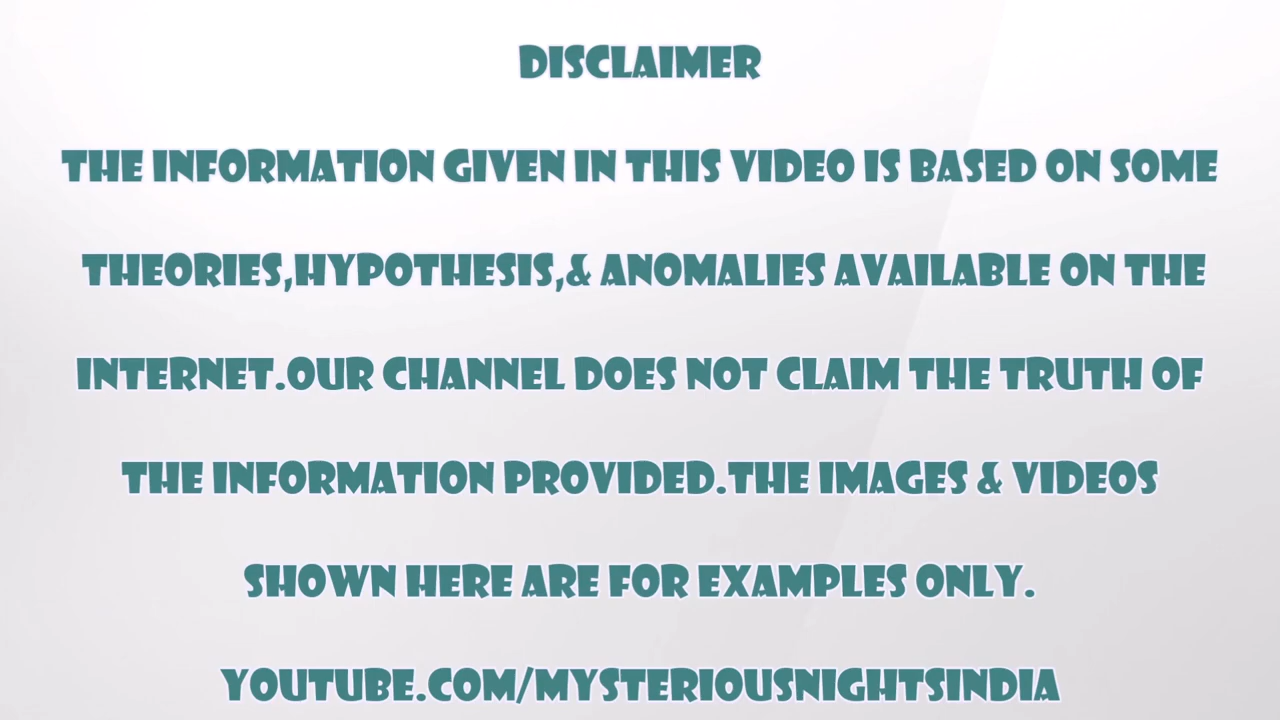 DISCLAIMER
THE INFORMATION GIVEN IN THIS VIDEO IS BASED ON SOME
THEORIES,HYPOTHESIS,& ANOMALIES AVAILABLE ON THE
INTERNET.OUR CHANNEL DOES NOT CLAIM THE TRUTH OF
THE INFORMATION PROVIDED.THE IMAGES & VIDEOS
SHOWN HERE ARE FOR EXAMPLES ONLY.
YOUTUBE.COM/MYSTERIOUSNIGHTSINDIA